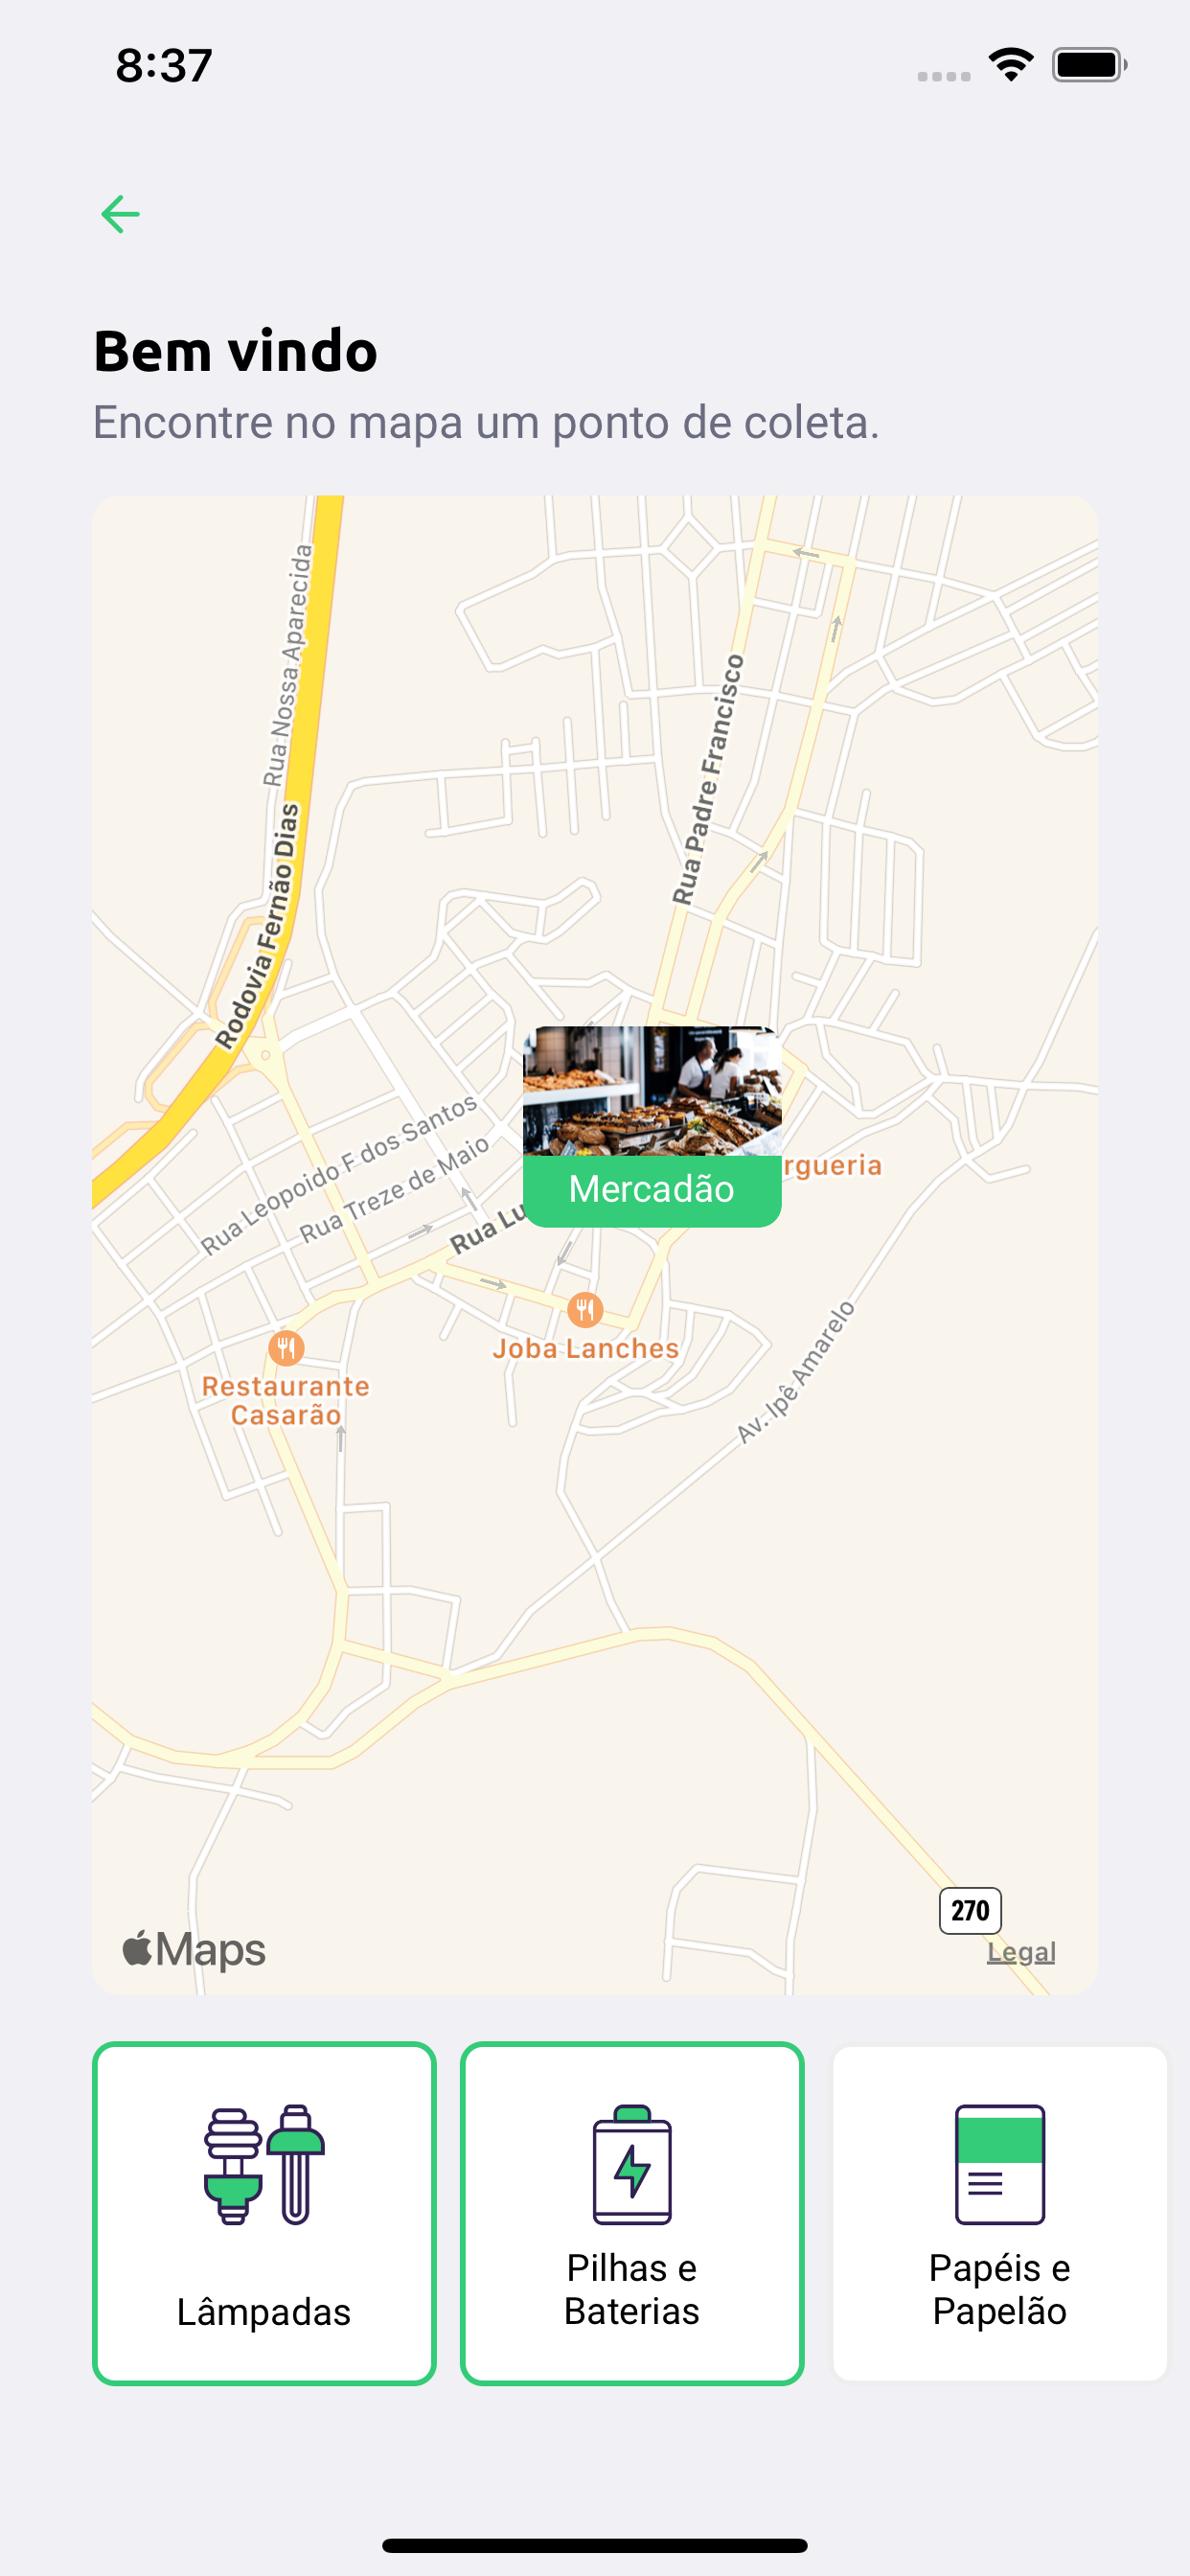 8:37
Bem vindo
Encontre no mapa um ponto de coleta.
Rua Nossa Aparecida
Rua Padre Francisco
Rodovia Fernão Dias
Rua Leopoido F dos Santos
Rua Treze de Maio
Mercadão
rgueria
Rua Lu
Joba Lanches
Restaurante
Casarão
Av. Ipê Amarelo
270
Maps
Legal
Lâmpadas
Pilhas e
Baterias
Papéis e
Papelão